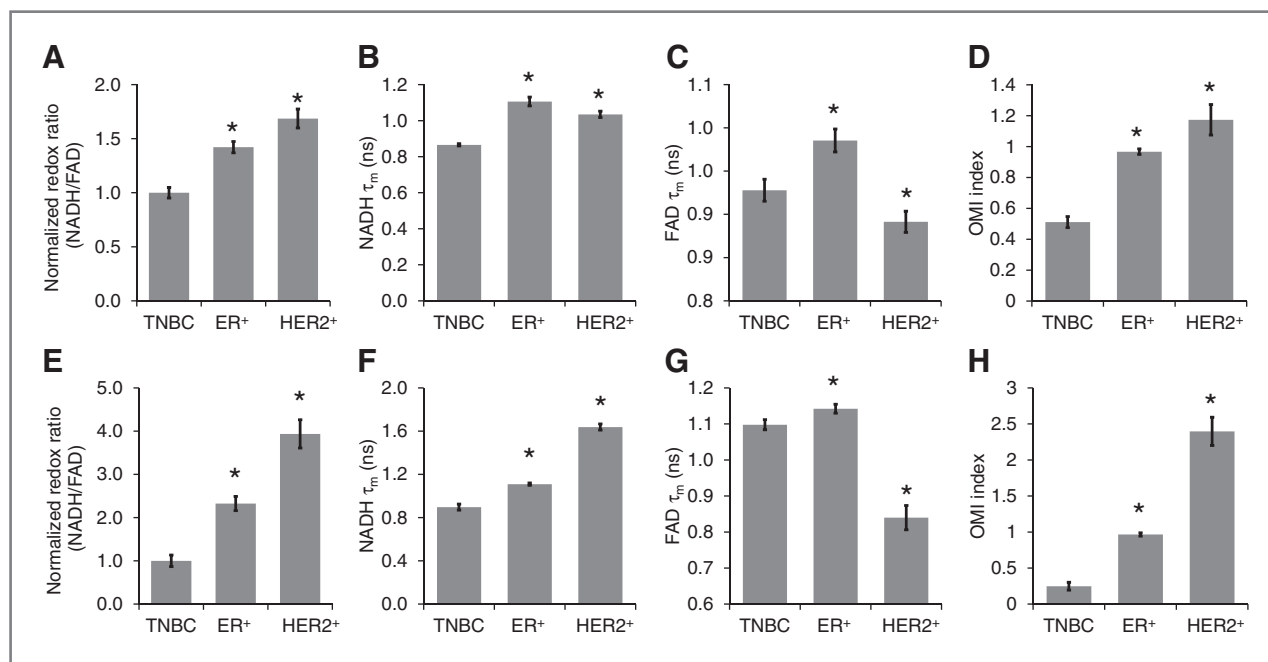 A
Normalized redox ratio
(NADH/FAD)
2.0
1.5
1.0
0.5
0.0
*
*
TNBC ER+ HER2+
B
NADH τm (ns)
1.2
1.0
0.8
0.6
0.4
0.2
0.0
*
*
TNBC ER+ HER2+
C
FAD τm (ns)
1.1
1.0
1.0
0.9
0.9
0.8
*
*
TNBC ER+ HER2+
D
OMI index
1.4
1.2
1
0.8
0.6
0.4
0.2
0
*
*
TNBC ER+ HER2+
E
Normalized redox ratio
(NADH/FAD)
5.0
4.0
3.0
2.0
1.0
0.0
*
*
TNBC ER+ HER2+
F
NADH τm (ns)
2.0
1.6
1.2
0.8
0.4
0.0
*
*
TNBC ER+ HER2+
G
FAD τm (ns)
1.2
1.1
1.0
0.9
0.8
0.7
0.6
*
*
TNBC ER+ HER2+
H
OMI index
3
2.5
2
1.5
1
0.5
0
*
*
TNBC ER+ HER2+